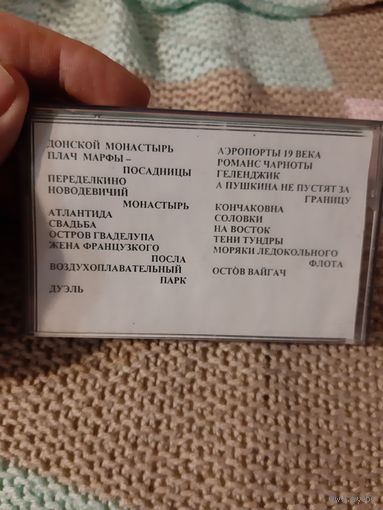 ДОНСКОЙ МОНАСТЫРЬ
ПЛАЧ МАРФЫ –
ПОСАДНИЦЫ
ПЕРЕДЕЛКИНО
НОВОДЕВИЧИЙ
МОНАСТЫРЬ
АТЛАНТИДА
СВАДЬБА
ОСТРОВ ГВАДЕЛУПА
ЖЕНА ФРАНЦУЗКОГО
ПОСЛА
ВОЗДУХОПЛАВАТЕЛЬНЫЙ
ПАРК
ДУЭЛЬ
АЭРОПОРТЫ 19 ВЕКА
РОМАНС ЧАРНОТЫ
ГЕЛЕНДЖИК
А ПУШКИНА НЕ ПУСТЯТ ЗА
ГРАНИЦУ
КОНЧАКОВНА
СОЛОВКИ
НА ВОСТОК
ТЕНИ ТУНДРЫ
МОРЯКИ ЛЕДОКОЛЬНОГО
ФЛОТА
ОСТОВ ВАЙГАЧ